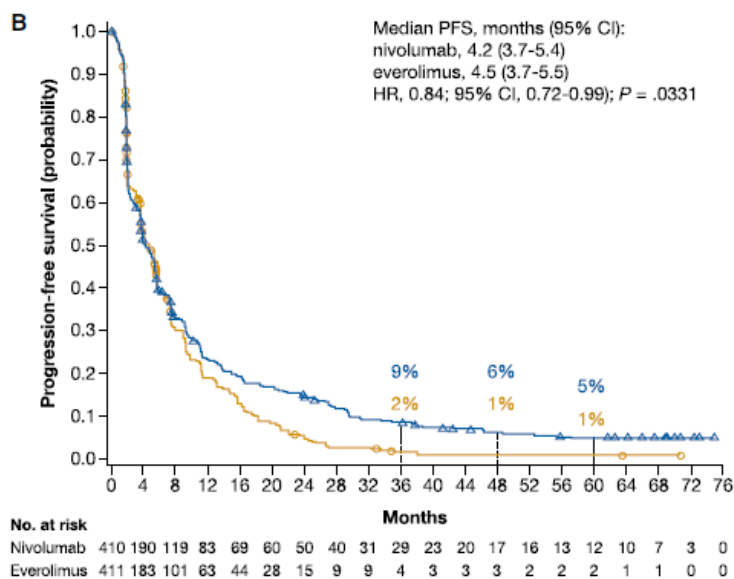 B
Median PFS, months (95% CI):
nivolumab, 4.2 (3.7-5.4)
everolimus, 4.5 (3.7-5.5)
HR, 0.84; 95% CI, 0.72-0.99); P = .0331
Progression-free survival (probability)
1.0
0.9
0.8
0.7
0.6
0.5
0.4
0.3
0.2
0.1
0.0
9% 6% 5%
2% 1% 1%
0 4 8 12 16 20 24 28 32 36 40 44 48 52 56 60 64 68 72 76
Months
No. at risk
Nivolumab 410 190 119 83 69 60 50 40 31 29 23 20 17 16 13 12 10 7 3 0
Everolimus 411 183 101 63 44 28 15 9 9 4 3 3 3 2 2 2 1 1 0 0